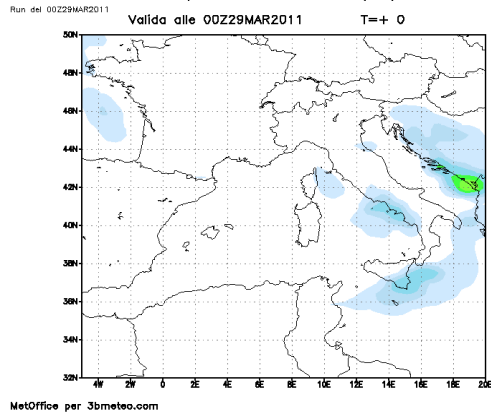 Run del 00Z29MAR2011
Valida alle 00Z29MAR2011 T=+ 0
50N
48N
46N
44N
42N
40N
38N
36N
34N
32N
4W 2W 0 2E 4E 6E 8E 10E 12E 14E 16E 18E 20E
MetOffice per 3bmeteo.com